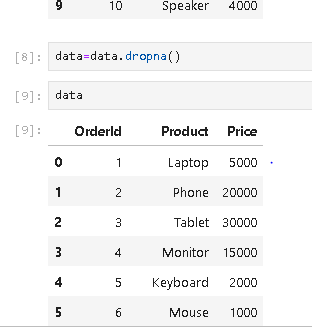 9 10 Speaker 4000
[8]: data=data.dropna()
[9]: data
[9]: OrderId Product Price
0 1 Laptop 5000
1 2 Phone 20000
2 3 Tablet 30000
3 4 Monitor 15000
4 5 Keyboard 2000
5 6 Mouse 1000